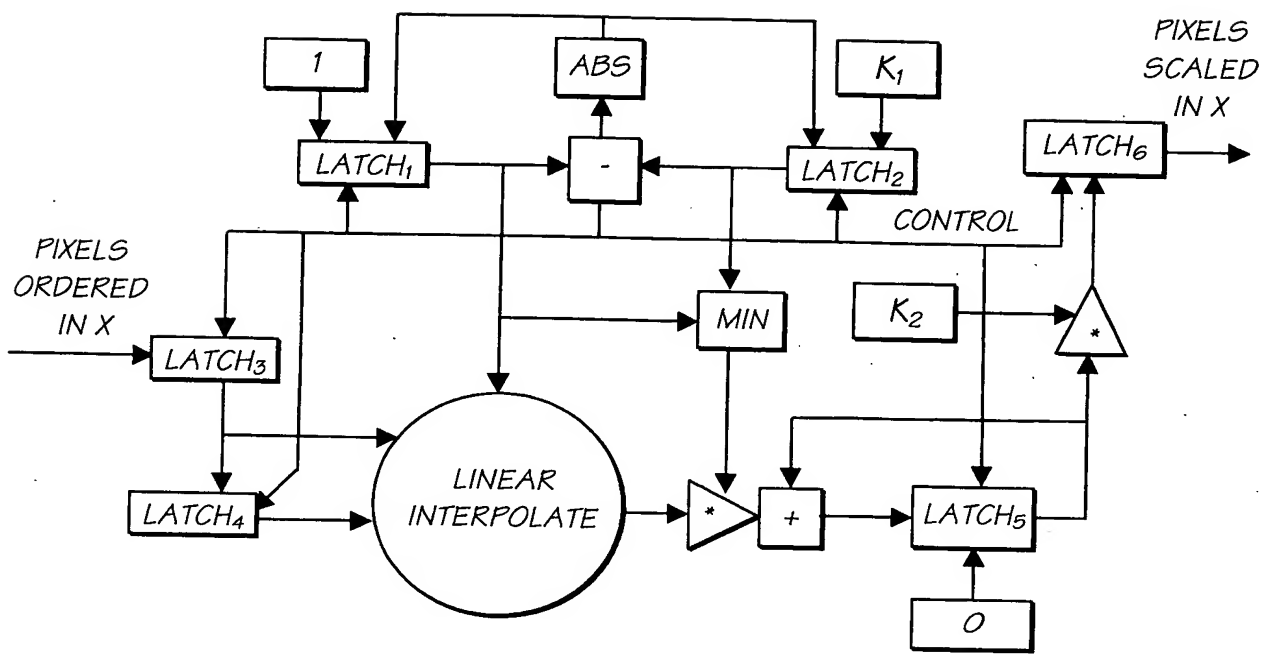 PIXELS
SCALED
IN X
1
ABS
K₁
LATCH₁
-
LATCH₂
LATCH₆
CONTROL
PIXELS
ORDERED
IN X
MIN
K₂
*
LATCH₃
LINEAR
INTERPOLATE
LATCH₄
*
+
LATCH₅
0